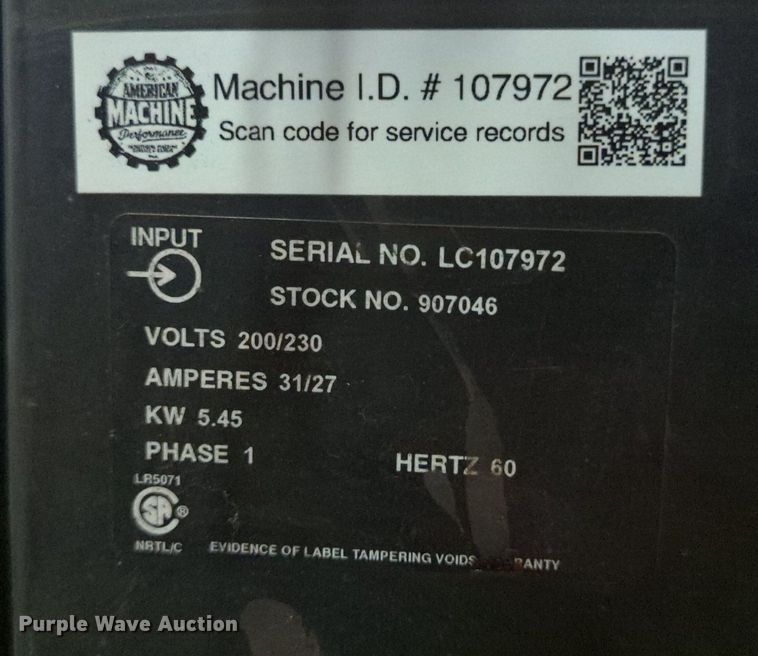 AMERICAN
MACHINE
Performance
Machine I.D. # 107972
Scan code for service records
INPUT
SERIAL NO. LC107972
STOCK NO. 907046
VOLTS 200/230
AMPERES 31/27
KW 5.45
PHASE 1
HERTZ 60
LR5071
SA ®
NRTL/C
EVIDENCE OF LABEL TAMPERING VOIDS
Purple Wave Auction